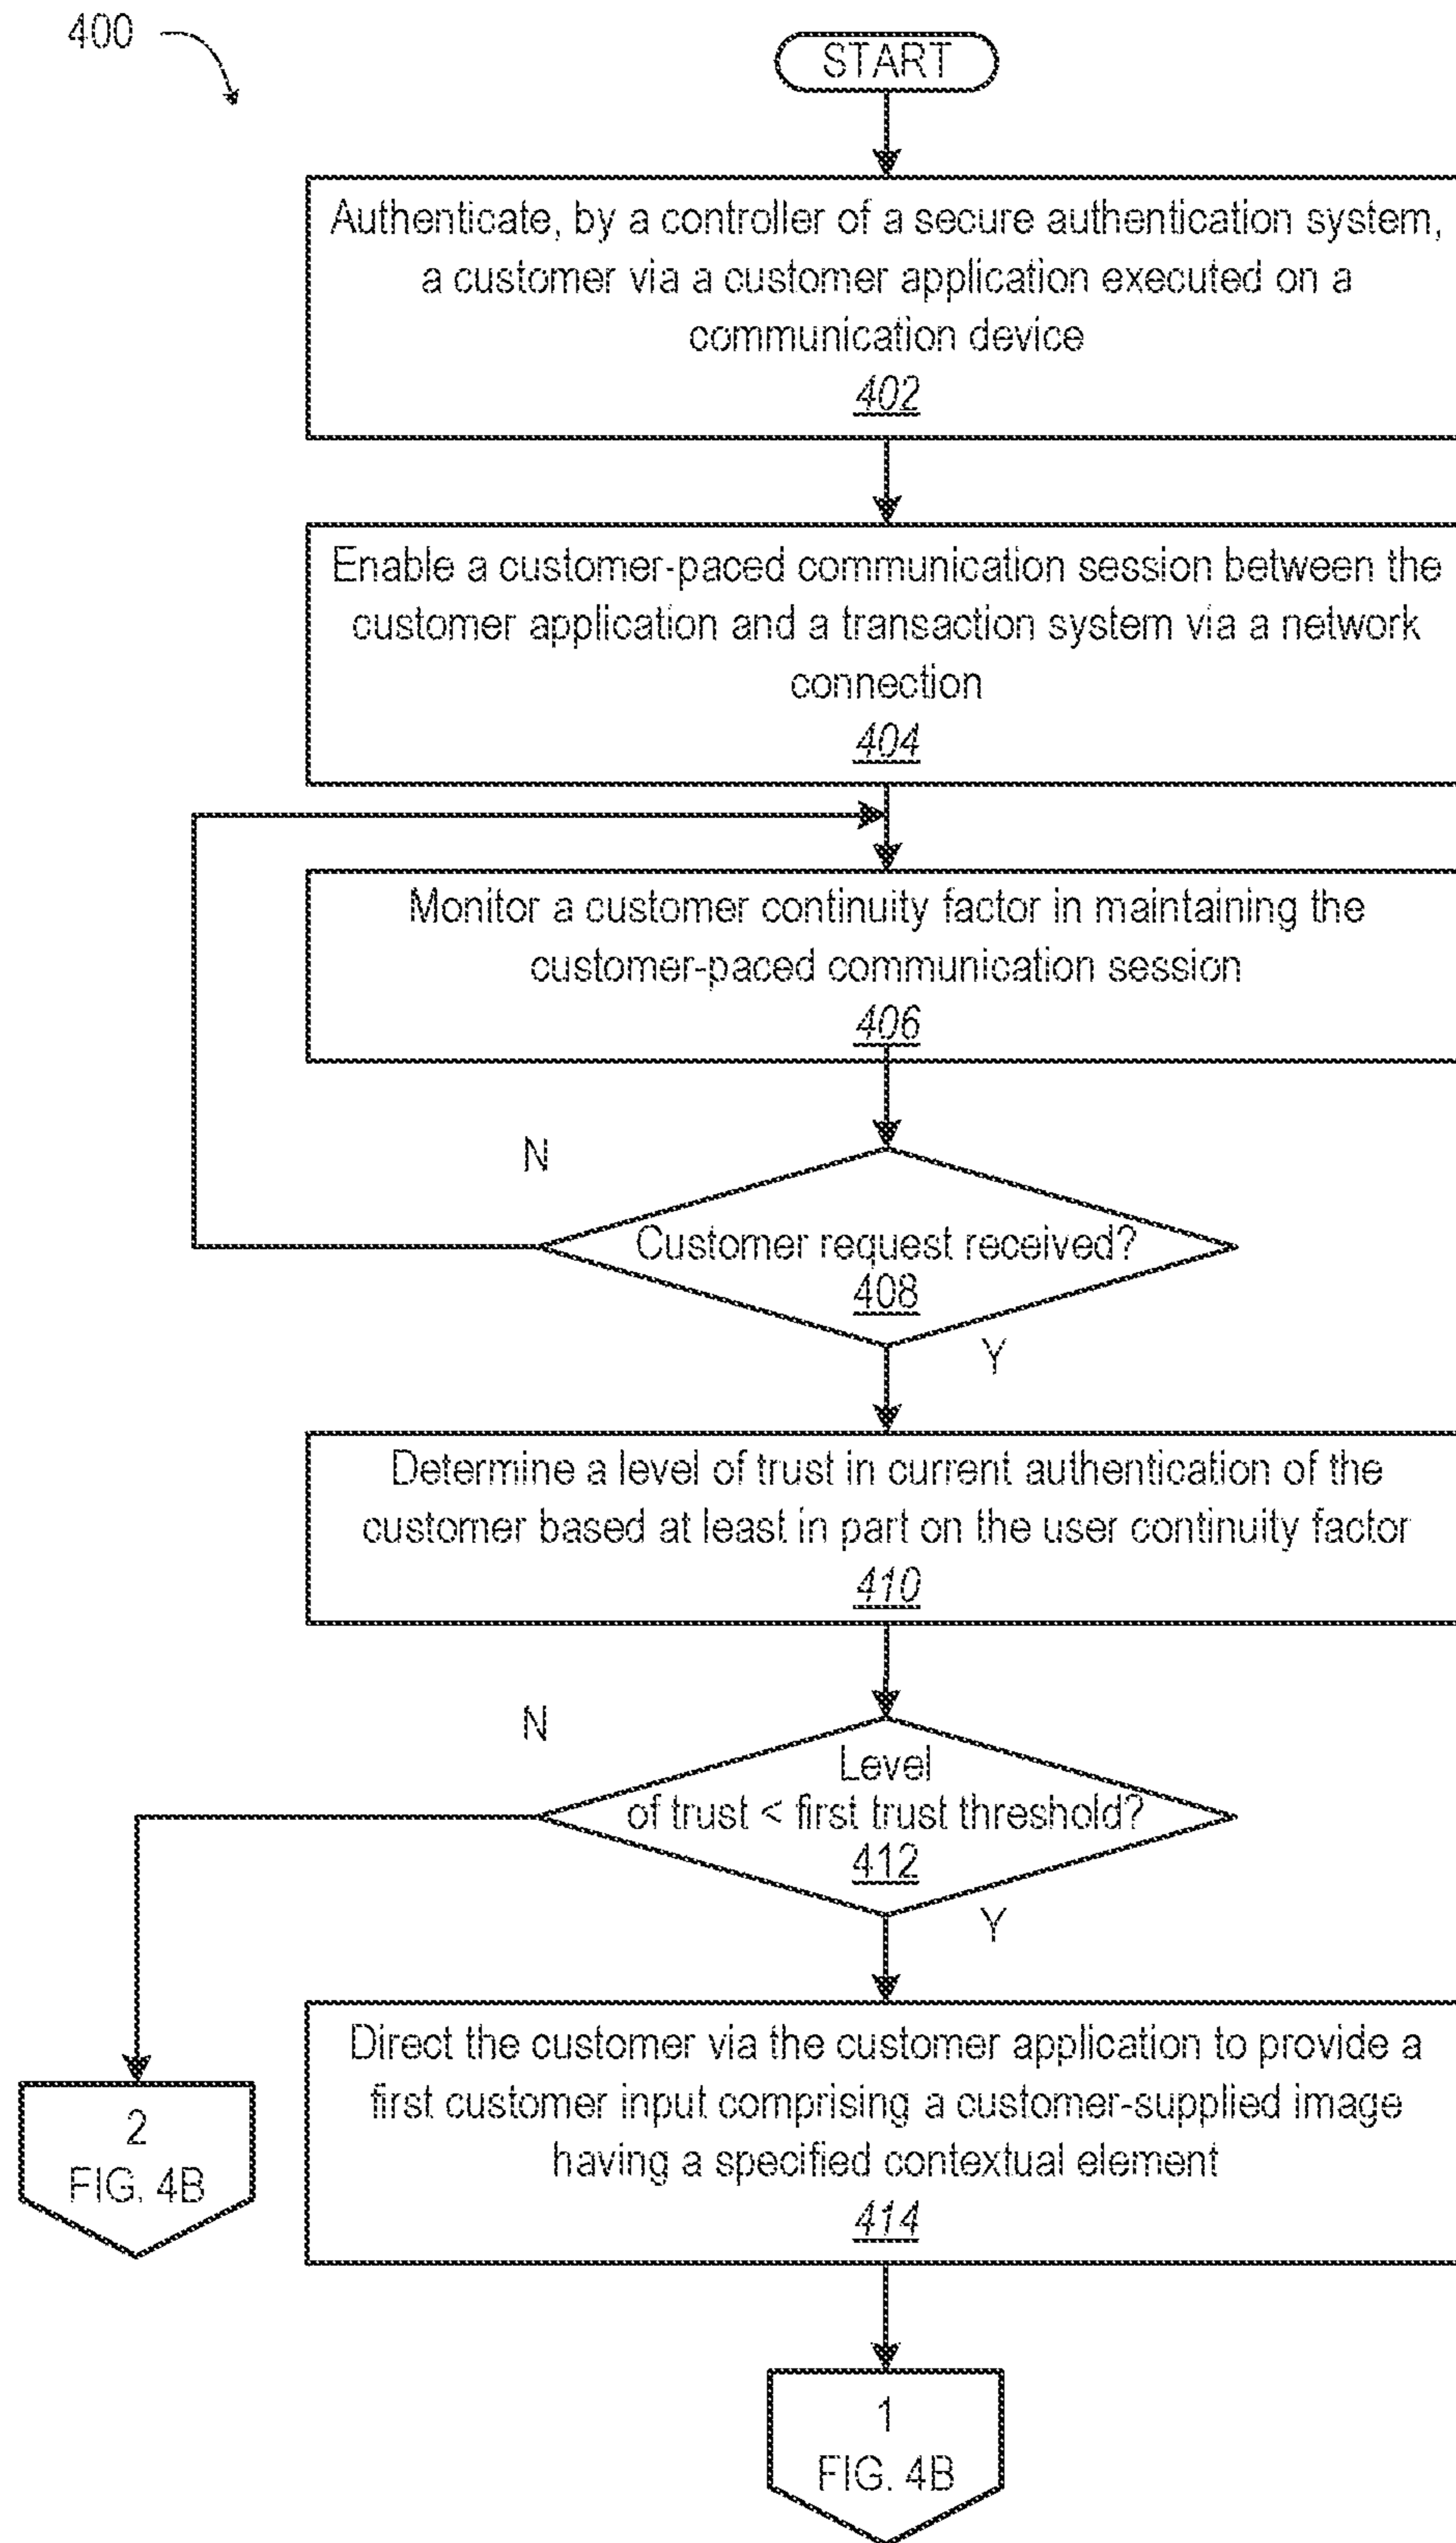 400
START
Authenticate, by a controller of a secure authentication system,
a customer via a customer application executed on a
communication device
402
Enable a customer-paced communication session between the
customer application and a transaction system via a network
connection
404
Monitor a customer continuity factor in maintaining the
customer-paced communication session
406
N
Customer request received?
408
Y
Determine a level of trust in current authentication of the
customer based at least in part on the user continuity factor
410
N
Level
of trust < first trust threshold?
412
Y
Direct the customer via the customer application to provide a
first customer input comprising a customer-supplied image
having a specified contextual element
414
2
FIG. 4B
1
FIG. 4B